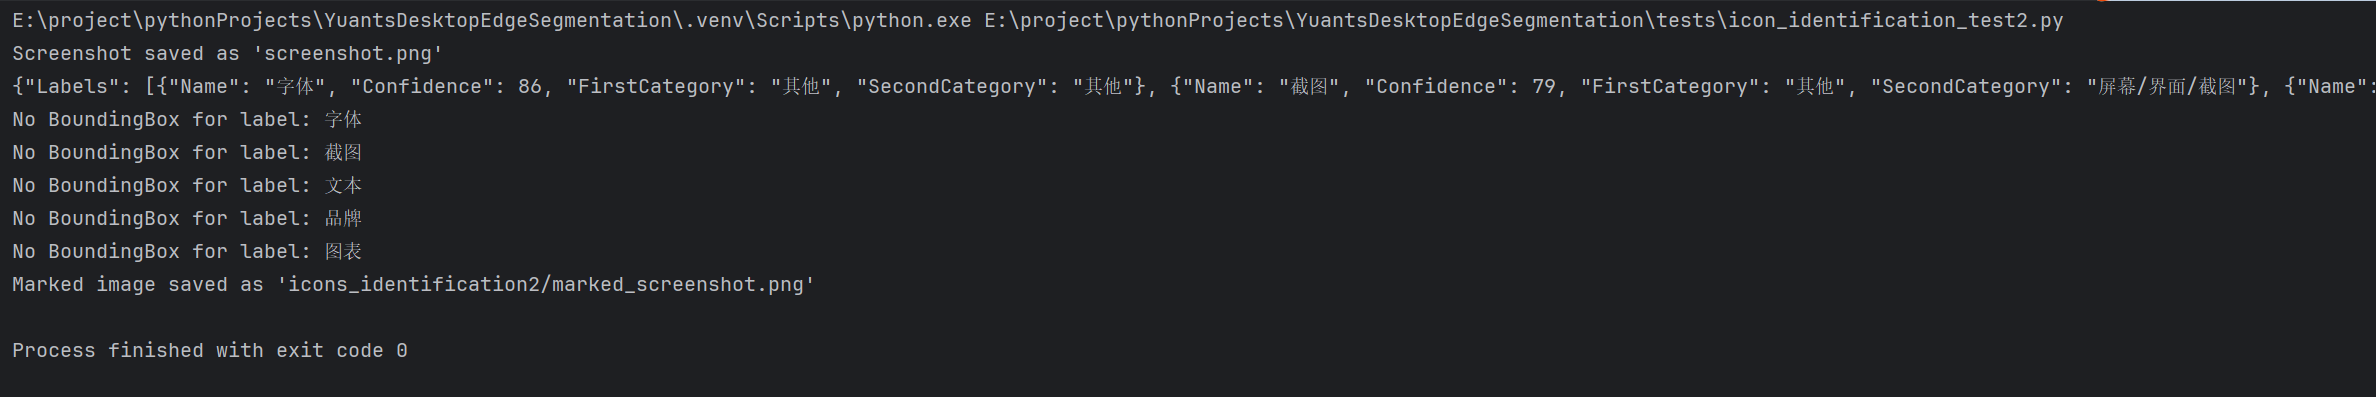 E:\project\pythonProjects\YuantsDesktopEdgeSegmentation\.venv\Scripts\python.exe E:\project\pythonProjects\YuantsDesktopEdgeSegmentation\tests\icon_identification_test2.py
Screenshot saved as 'screenshot.png'
{"Labels": [{"Name": "字体", "Confidence": 86, "FirstCategory": "其他", "SecondCategory": "其他"}, {"Name": "截图", "Confidence": 79, "FirstCategory": "其他", "SecondCategory": "屏幕/界面/截图"}, {"Name":
No BoundingBox for label: 字体
No BoundingBox for label: 截图
No BoundingBox for label: 文本
No BoundingBox for label: 品牌
No BoundingBox for label: 图表
Marked image saved as 'icons_identification2/marked_screenshot.png'
Process finished with exit code 0